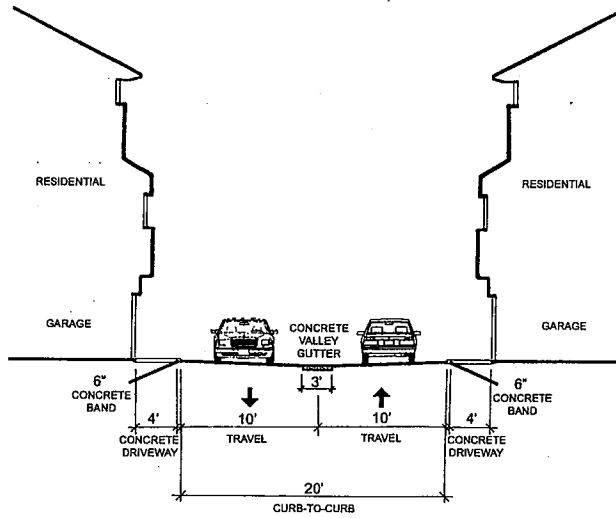 RESIDENTIAL
RESIDENTIAL
GARAGE
CONCRETE
VALLEY
GUTTER
GARAGE
3'
6"
CONCRETE
BAND
6"
CONCRETE
BAND
4'
10'
10'
4'
CONCRETE
DRIVEWAY
TRAVEL
TRAVEL
CONCRETE
DRIVEWAY
20'
CURB-TO-CURB